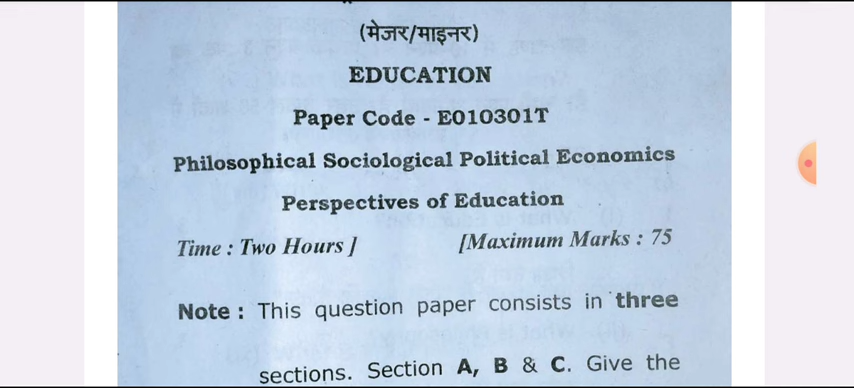 (मेजर/माइनर)
EDUCATION
Paper Code - E010301T
Philosophical Sociological Political Economics
Perspectives of Education
Time : Two Hours ] [Maximum Marks : 75
Note : This question paper consists in three
sections. Section A, B & C. Give the